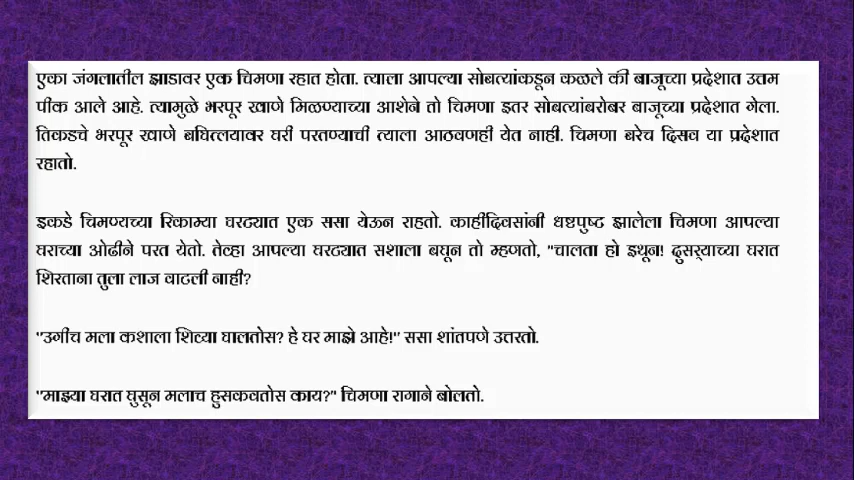 एका जंगलातील झाडावर एक चिमणा रहात होता. त्याला आपल्या सोबत्यांकडून कळले की बाजूच्या प्रदेशात उत्तम
पीक आले आहे. त्यामुळे भरपूर खाणे मिळण्याच्या आशेने तो चिमणा इतर सोबत्यांबरोबर बाजूच्या प्रदेशात गेला.
तिकडचे भरपूर खाणे बघित्लयावर घरी परतण्याची त्याला आठवणही येत नाही. चिमणा बरेच दिसव या प्रदेशात
रहातो.
इकडे चिमण्यच्या रिकाम्या घरट्यात एक ससा येऊन राहतो. काहीदिवसांनी धष्टपुष्ट झालेला चिमणा आपल्या
घराच्या ओढीने परत येतो. तेव्हा आपल्या घरट्यात सशाला बघून तो म्हणतो, "चालता हो इथून! दुसऱ्याच्या घरात
शिरताना तुला लाज वाटली नाही?
"उगीच मला कशाला शिव्या घालतोस? हे घर माझे आहे!" ससा शांतपणे उत्तरतो.
"माझ्या घरात घुसून मलाच हुसकवतोस काय?" चिमणा रागाने बोलतो.